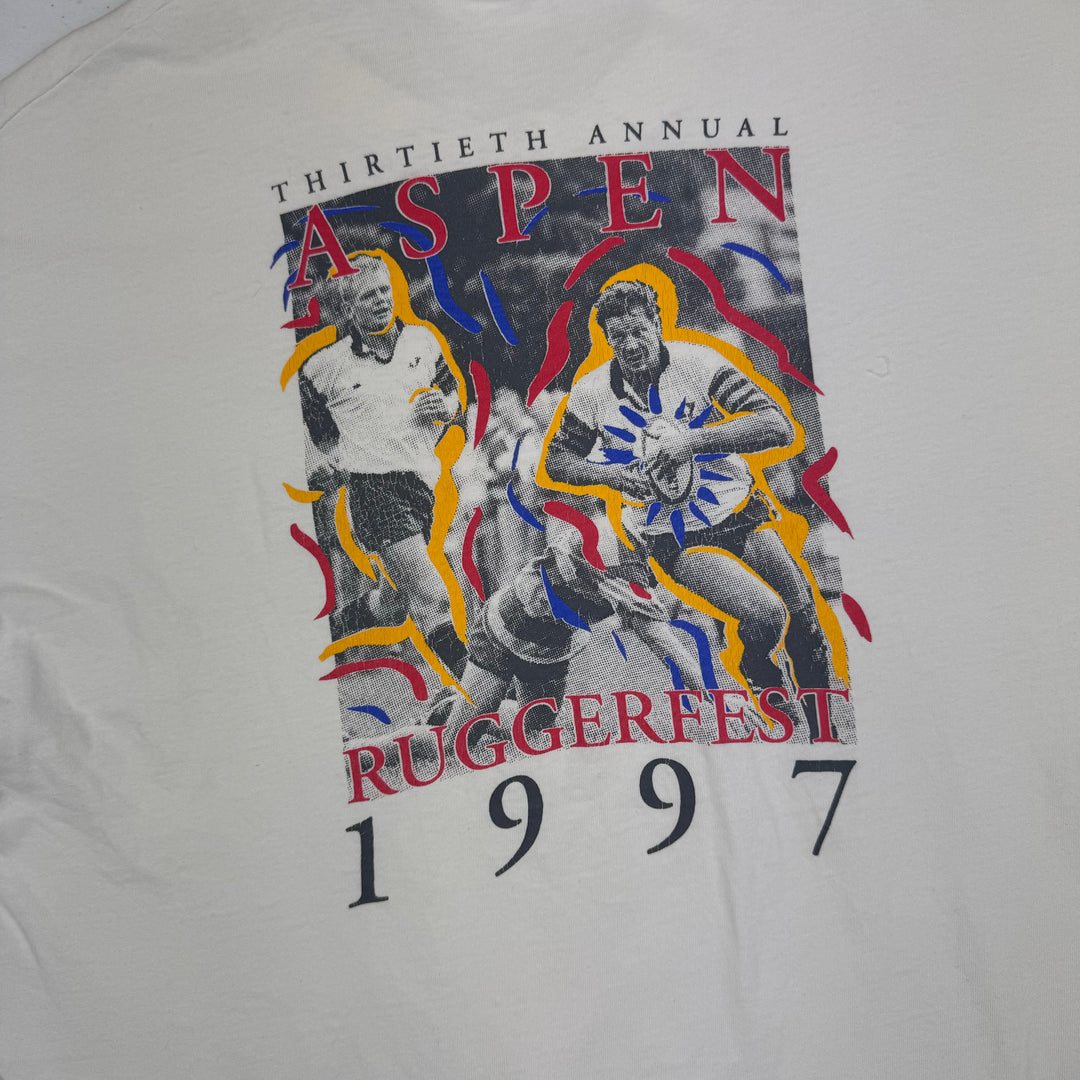 THIRTIETH ANNUAL
ASPEN
RUGGERFEST
1997